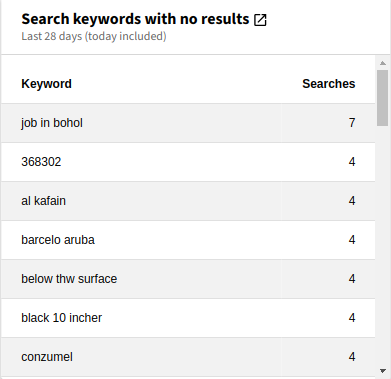 Search keywords with no results
Last 28 days (today included)
Keyword Searches
job in bohol 7
368302 4
al kafain 4
barcelo aruba 4
below thw surface 4
black 10 incher 4
conzumel 4